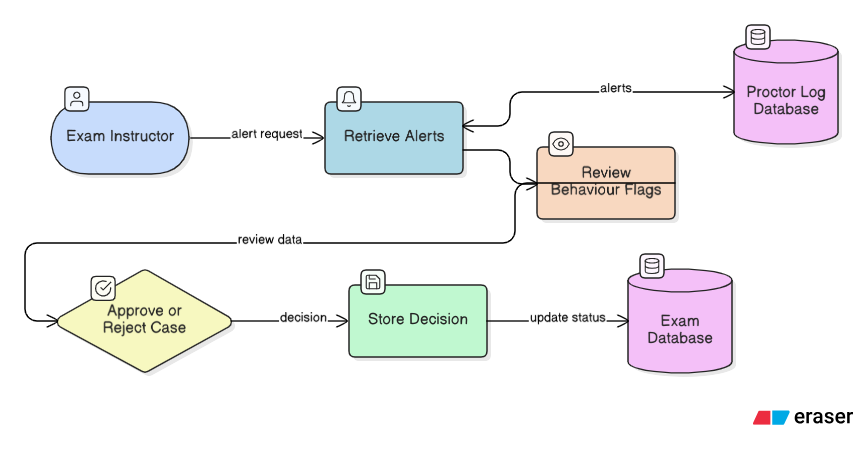 alerts
Proctor Log
Database
Exam Instructor
alert request
Retrieve Alerts
Review
Behaviour Flags
review data
Approve or
Reject Case
decision
Store Decision
update status
Exam
Database
eraser